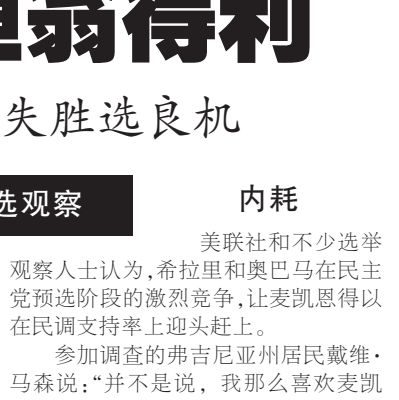 翁得利
失胜选良机
选观察
内耗
美联社和不少选举
观察人士认为,希拉里和奥巴马在民主
党预选阶段的激烈竞争,让麦凯恩得以
在民调支持率上迎头赶上。
参加调查的弗吉尼亚州居民戴维·
马森说:“并不是说，我那么喜欢麦凯